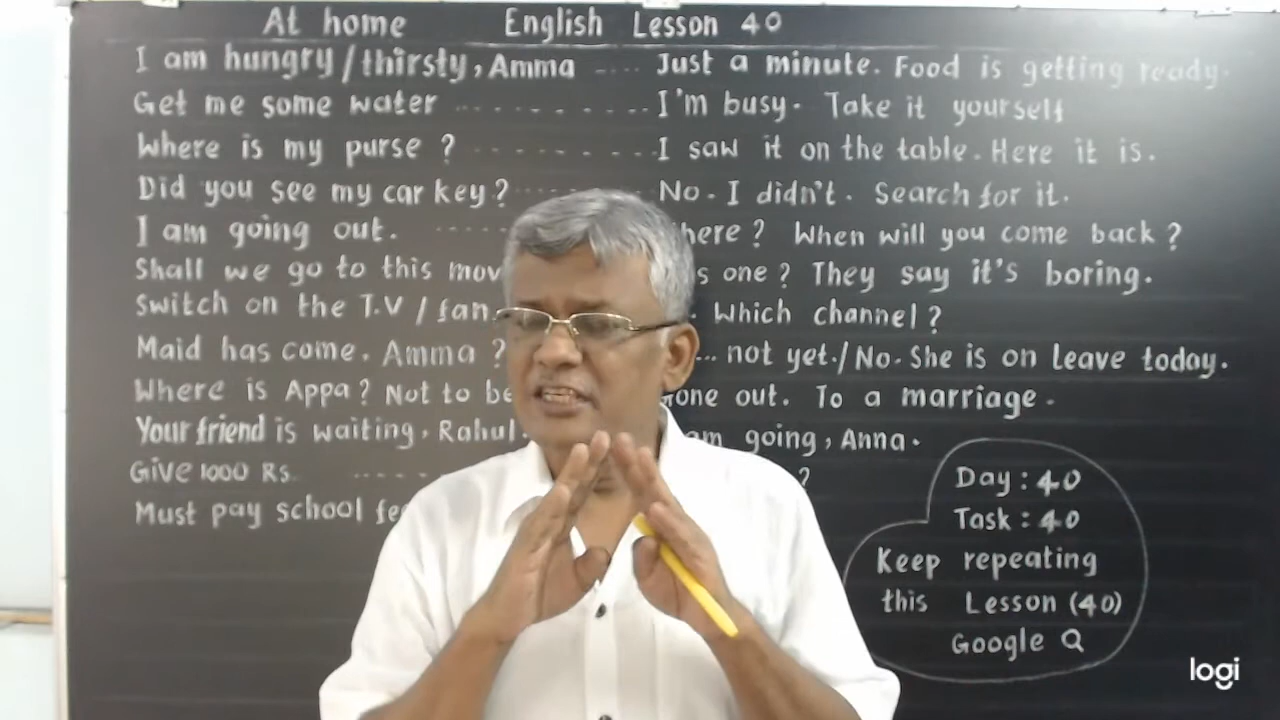 At home English Lesson 40
I am hungry / thirsty, Amma .... Just a minute. Food is getting ready.
Get me some water .......... I'm busy. Take it yourself
Where is my purse ? ......... I saw it on the table. Here it is.
Did you see my car key ? ...... No. I didn't. Search for it.
I am going out. ..... here ? When will you come back ?
Shall we go to this mov s one ? They say it's boring.
Switch on the T.V / fan. . Which channel ?
Maid has come. Amma ? ... not yet./No. She is on leave today.
Where is Appa ? Not to be one out. To a marriage.
Your friend is waiting, Rahul. am going, Anna.
Give 1000 Rs. .... ?
Must pay school fe
Day : 40
Task : 40
Keep repeating
this Lesson (40)
Google Q
logi